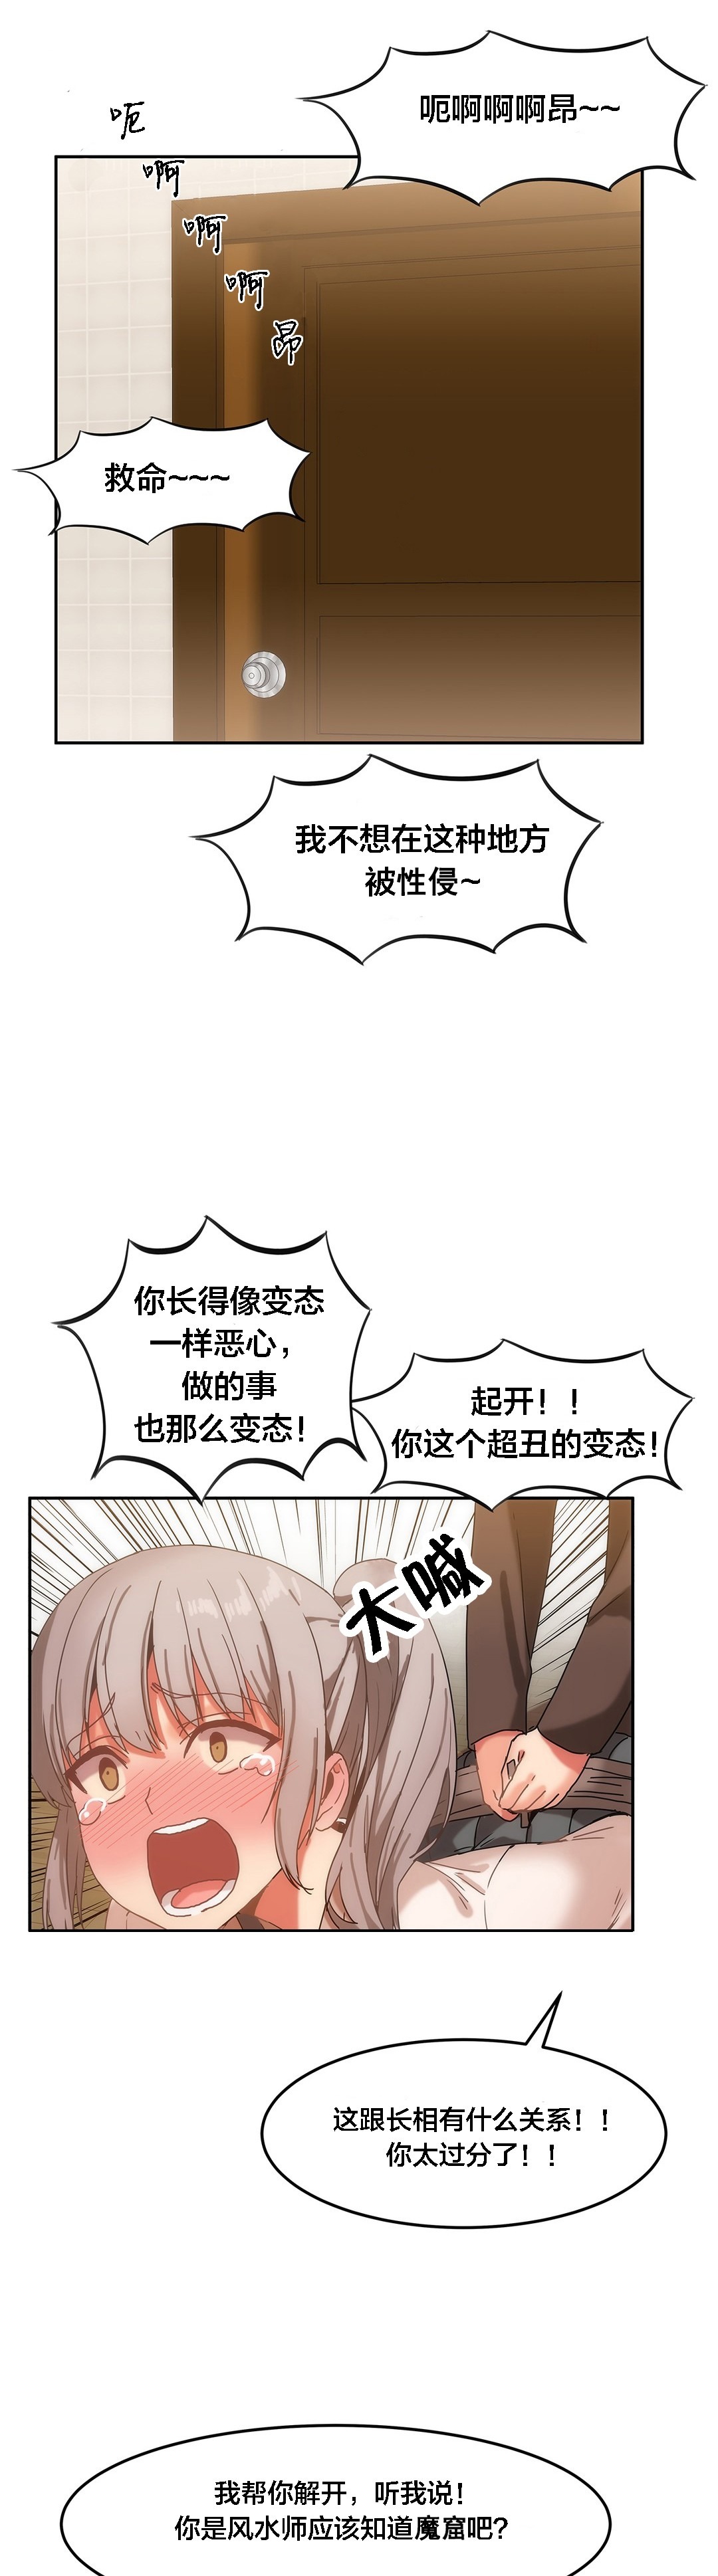 呃啊啊啊昂~~
呃
啊
啊
啊
昂
救命~~~
我不想在这种地方
被性侵~
你长得像变态
一样恶心，
做的事
也那么变态！
起开！！
你这个超丑的变态！
大喊
这跟长相有什么关系！！
你太过分了！！
我帮你解开，听我说！
你是风水师应该知道魔窟吧？